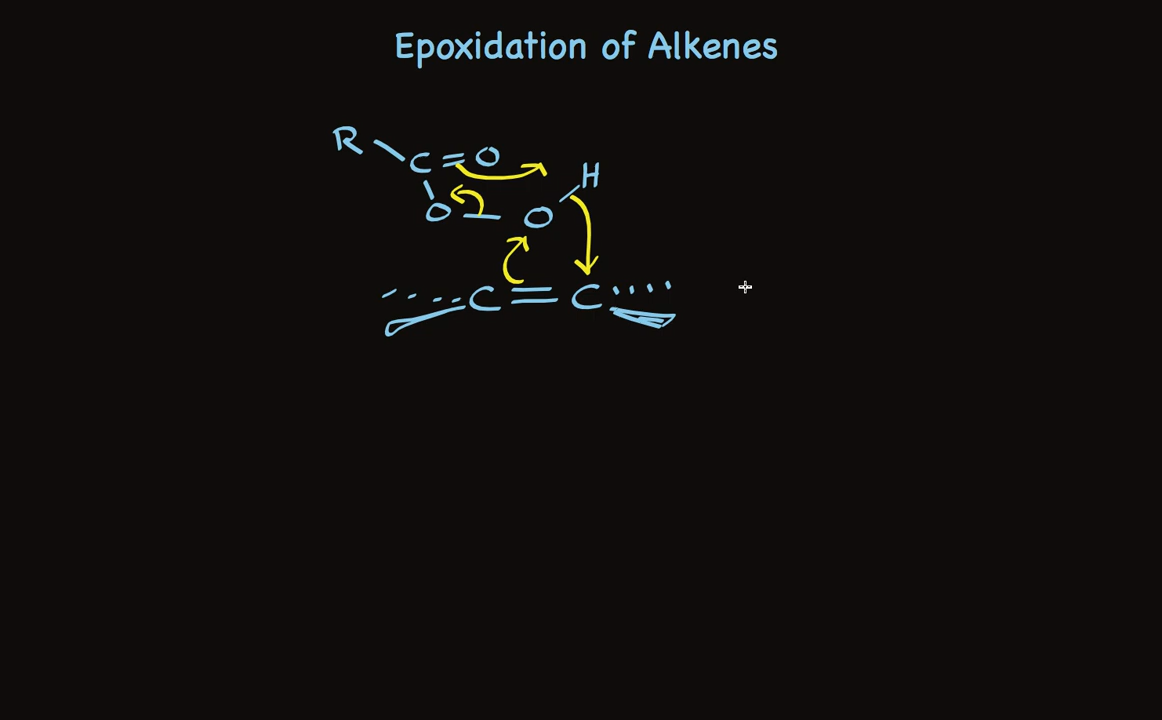 Epoxidation of Alkenes
R
C=O
H
O—O
C=C